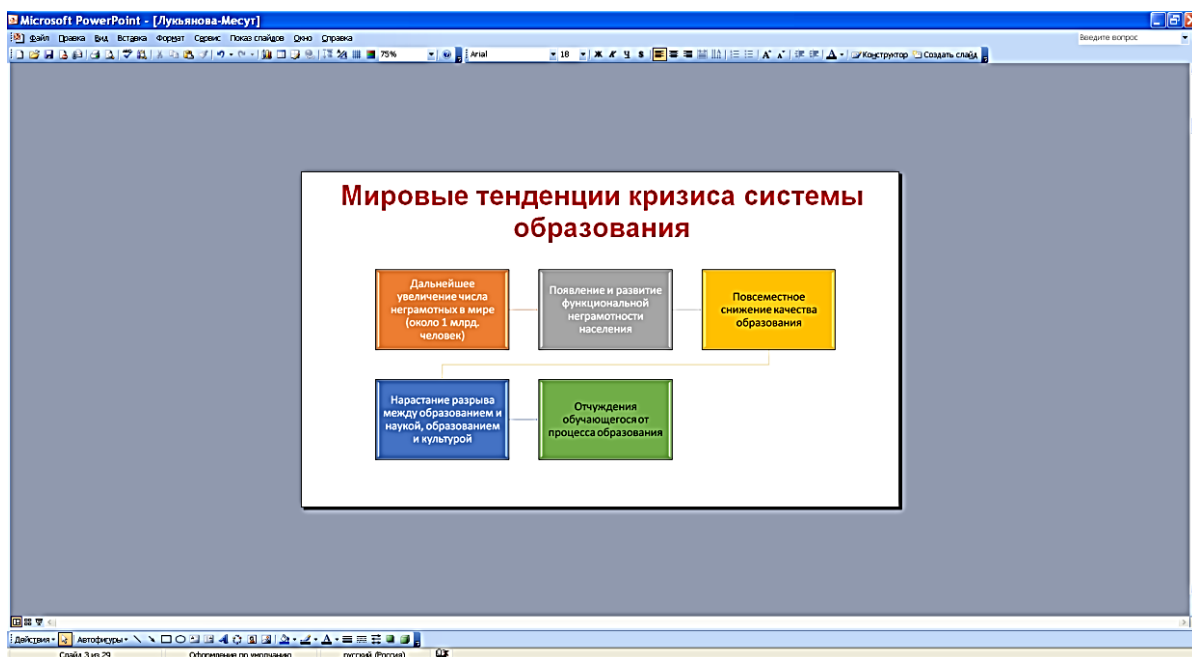 Microsoft PowerPoint - [Лукьянова-Месут]
Файл Правка Вид Вставка Формат Сервис Показ слайдов Окно Справка
Введите вопрос
75% Arial 18 Ж К Ч S Конструктор Создать слайд
Мировые тенденции кризиса системы
образования
Дальнейшее
увеличение числа
неграмотных в мире
(около 1 млрд.
человек)
Появление и развитие
функциональной
неграмотности
населения
Повсеместное
снижение качества
образования
Нарастание разрыва
между образованием и
наукой, образованием
и культурой
Отчуждения
обучающегося от
процесса образования
Действия Автофигуры
Слайд 3 из 29 Оформление по умолчанию русский (Россия)